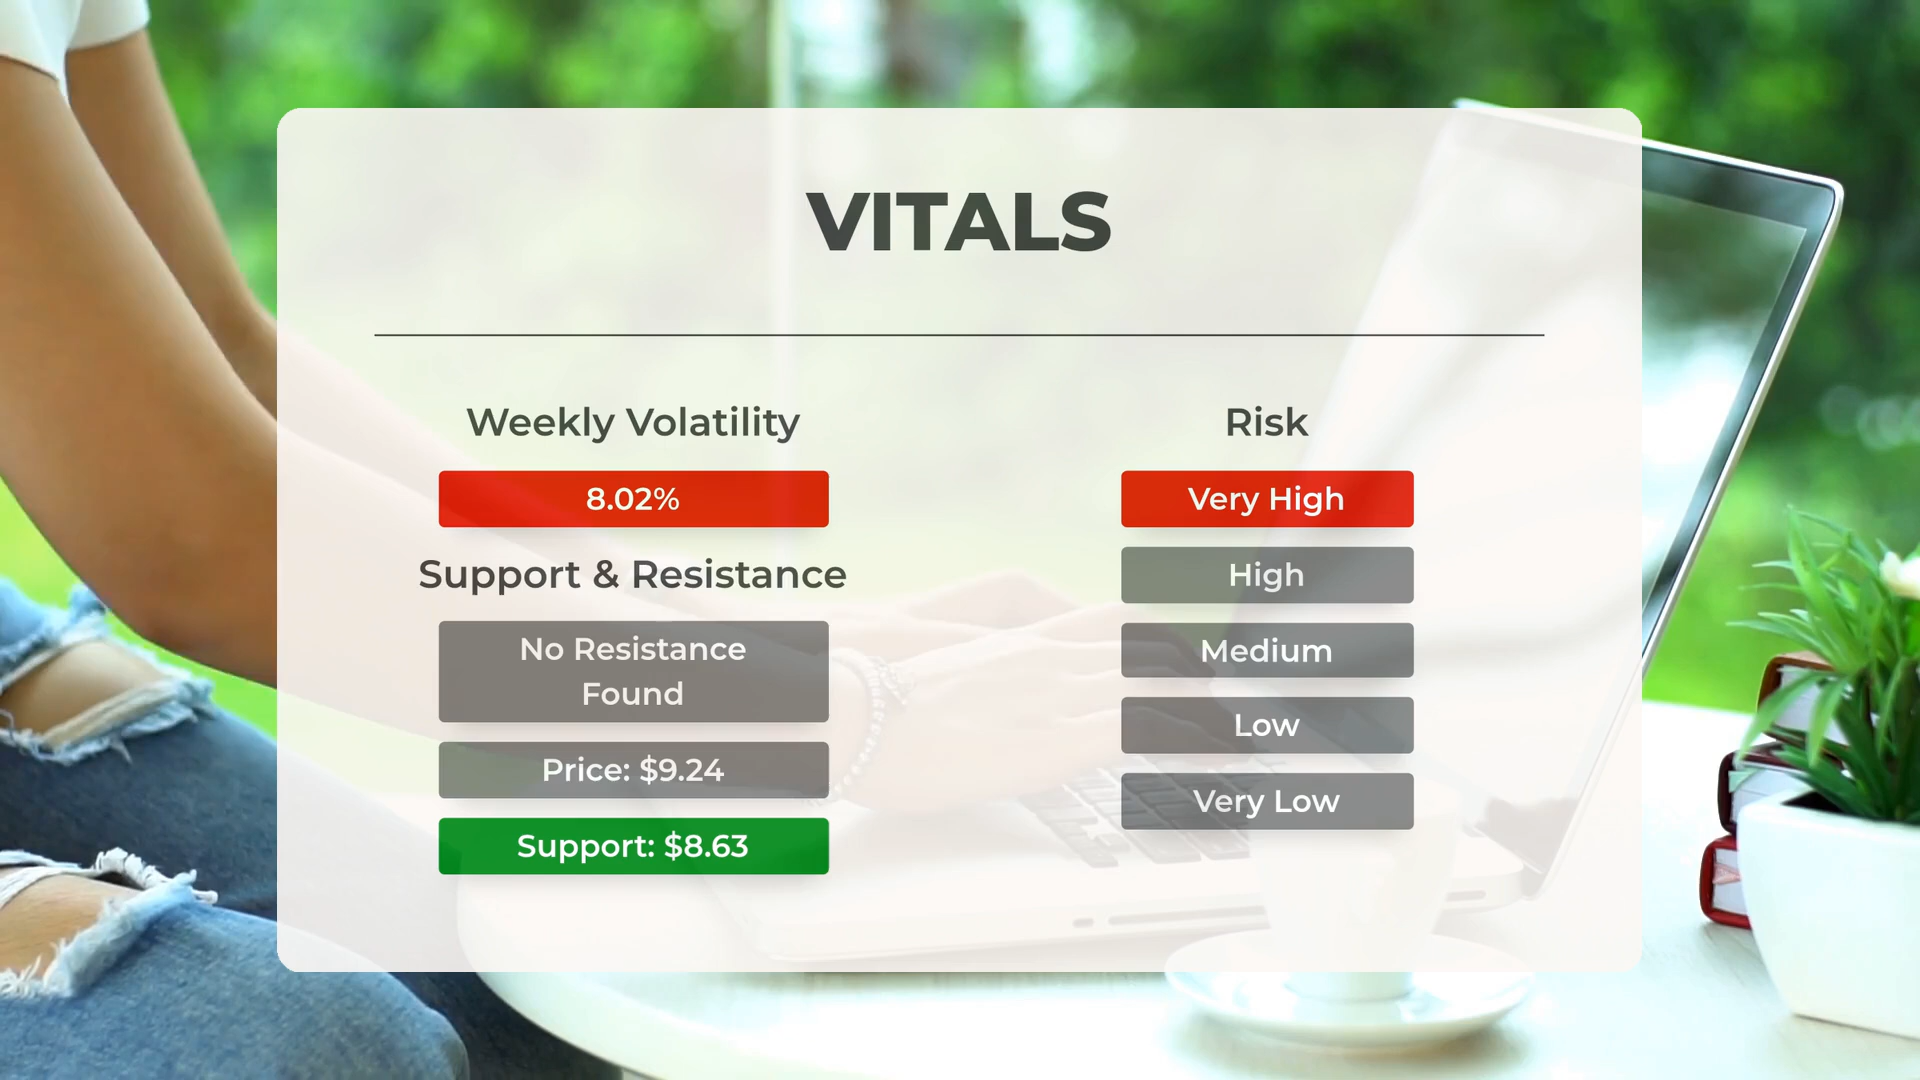 VITALS
Weekly Volatility
8.02%
Support & Resistance
No Resistance
Found
Price: $9.24
Support: $8.63
Risk
Very High
High
Medium
Low
Very Low